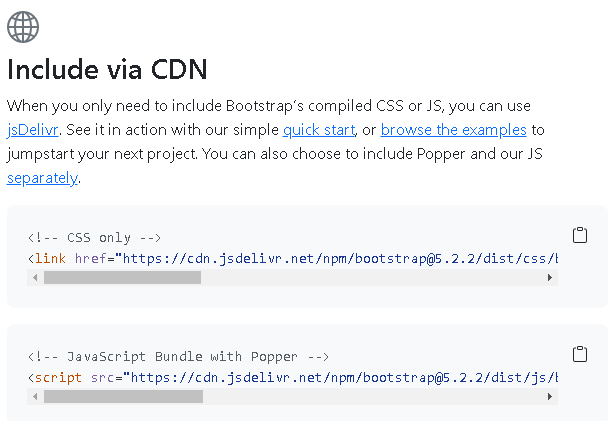 Include via CDN
When you only need to include Bootstrap’s compiled CSS or JS, you can use
jsDelivr. See it in action with our simple quick start, or browse the examples to
jumpstart your next project. You can also choose to include Popper and our JS
separately.
<!-- CSS only -->
<link href="https://cdn.jsdelivr.net/npm/bootstrap@5.2.2/dist/css/b
<!-- JavaScript Bundle with Popper -->
<script src="https://cdn.jsdelivr.net/npm/bootstrap@5.2.2/dist/js/b